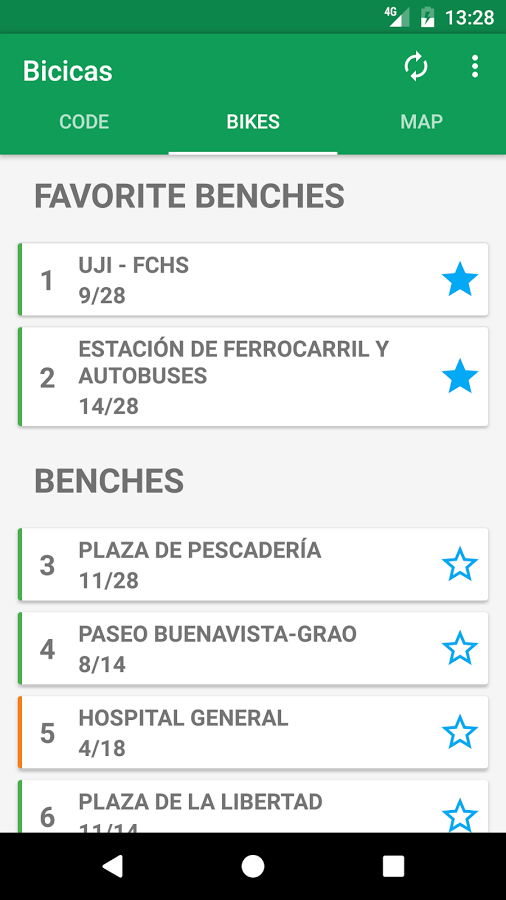 4G 13:28
Bicicas
CODE BIKES MAP
FAVORITE BENCHES
1 UJI - FCHS
9/28
2 ESTACIÓN DE FERROCARRIL Y
AUTOBUSES
14/28
BENCHES
3 PLAZA DE PESCADERÍA
11/28
4 PASEO BUENAVISTA-GRAO
8/14
5 HOSPITAL GENERAL
4/18
6 PLAZA DE LA LIBERTAD
11/14